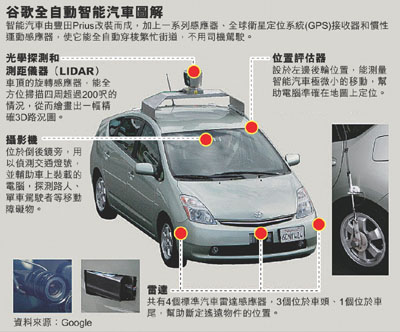 谷歌全自動智能汽車圖解
智能汽車由豐田Prius改裝而成,加上一系列感應器、全球衛星定位系統(GPS)接收器和慣性
運動感應器,使它能全自動穿梭繁忙街道,不用司機駕駛。
光學探測和
測距儀器(LIDAR)
車頂的旋轉感應器,能全
方位掃描四周超過200呎的
情況,從而繪畫出一幅精
確3D路況圖。
攝影機
位於倒後鏡旁,用
以偵測交通燈號,
並輔助車上裝載的
電腦,探測路人、
單車駕駛者等移動
障礙物。
位置評估器
設於左邊後輪位置,能測量
智能汽車極微小的移動,幫
助電腦準確在地圖上定位。
雷達
共有4個標準汽車雷達感應器,3個位於車頭、1個位於車
尾,幫助斷定遙遠物件的位置。
資料來源:Google